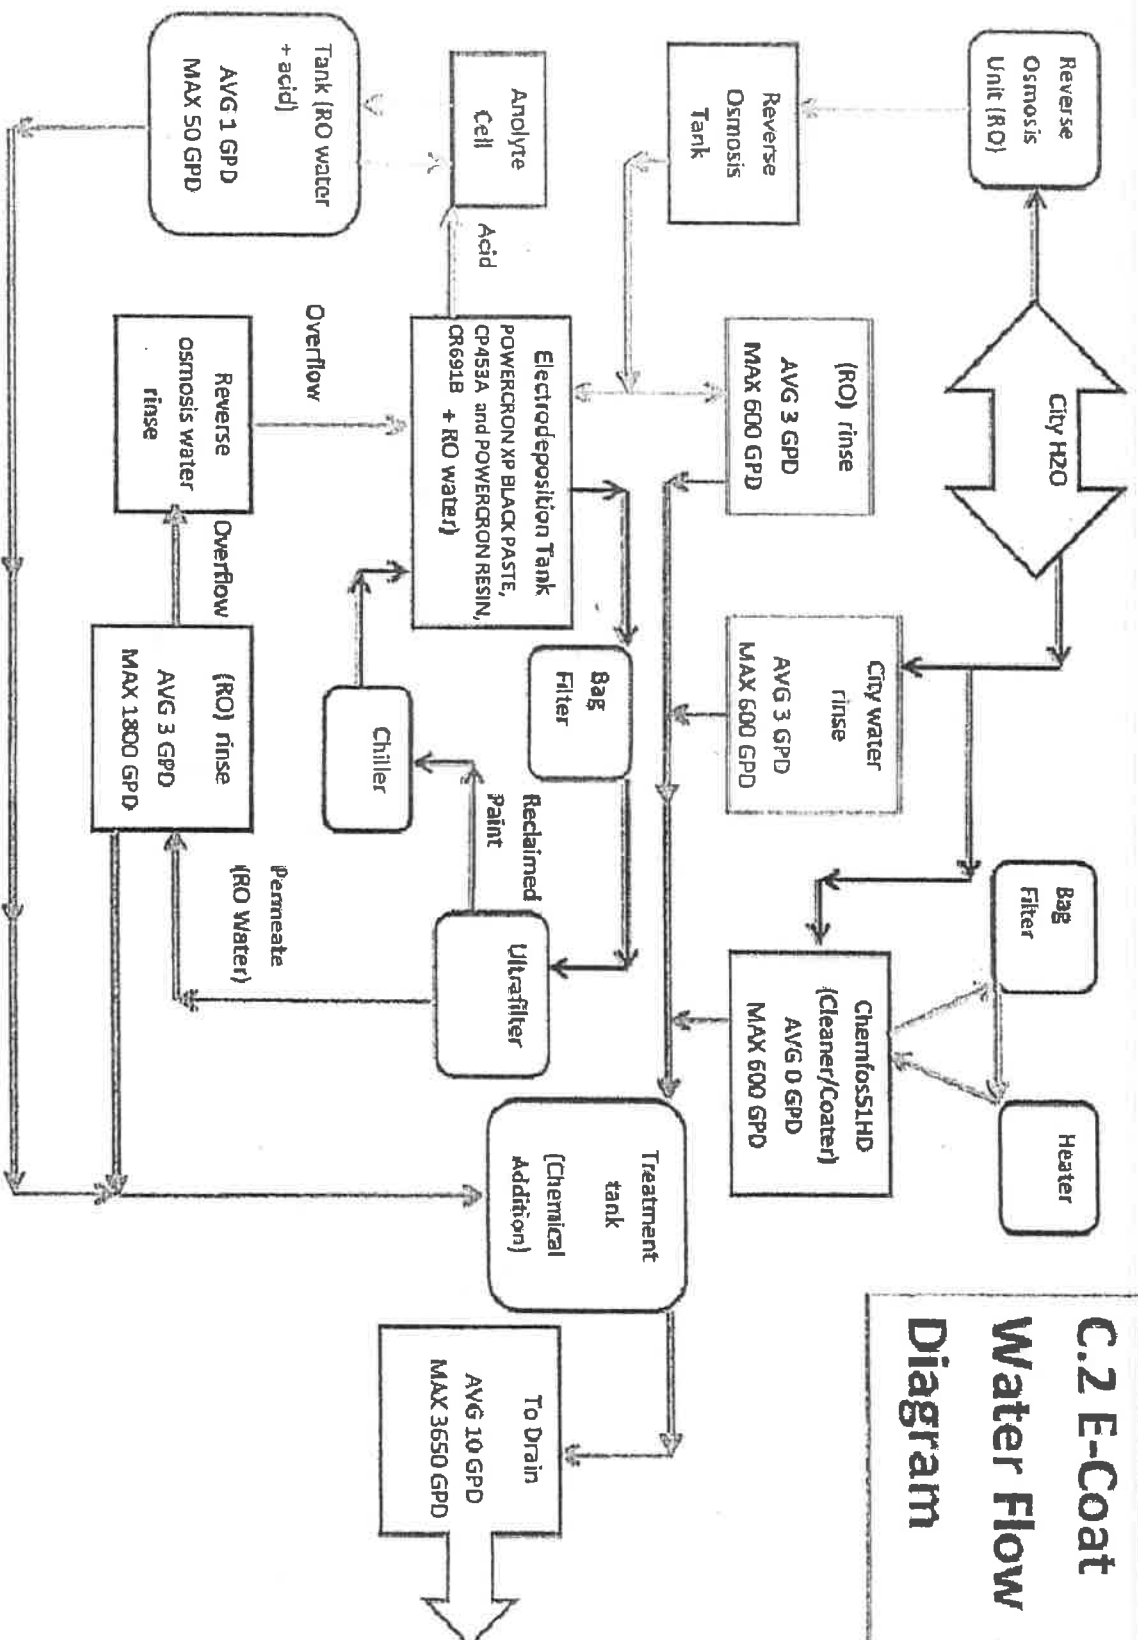 C.2 E-Coat
Water Flow
Diagram
Reverse
Osmosis
Unit (RO)
City H2O
Bag
Filter
Heater
Reverse
Osmosis
Tank
(RO) rinse
AVG 3 GPD
MAX 600 GPD
City water
rinse
AVG 3 GPD
MAX 600 GPD
Chemfos51HD
(Cleaner/Coater)
AVG 0 GPD
MAX 600 GPD
Anolyte
Cell
Acid
Electrodeposition Tank
POWERCRON XP BLACK PASTE,
CP453A and POWERCRON RESIN,
CR691B + RO water)
Bag
Filter
Reclaimed
Paint
Ultrafilter
Treatment
tank
(Chemical
Addition)
To Drain
AVG 10 GPD
MAX 3650 GPD
Tank (RO water
+ acid)
AVG 1 GPD
MAX 50 GPD
Overflow
Chiller
Reverse
osmosis water
rinse
Overflow
(RO) rinse
AVG 3 GPD
MAX 1800 GPD
Permeate
(RO Water)